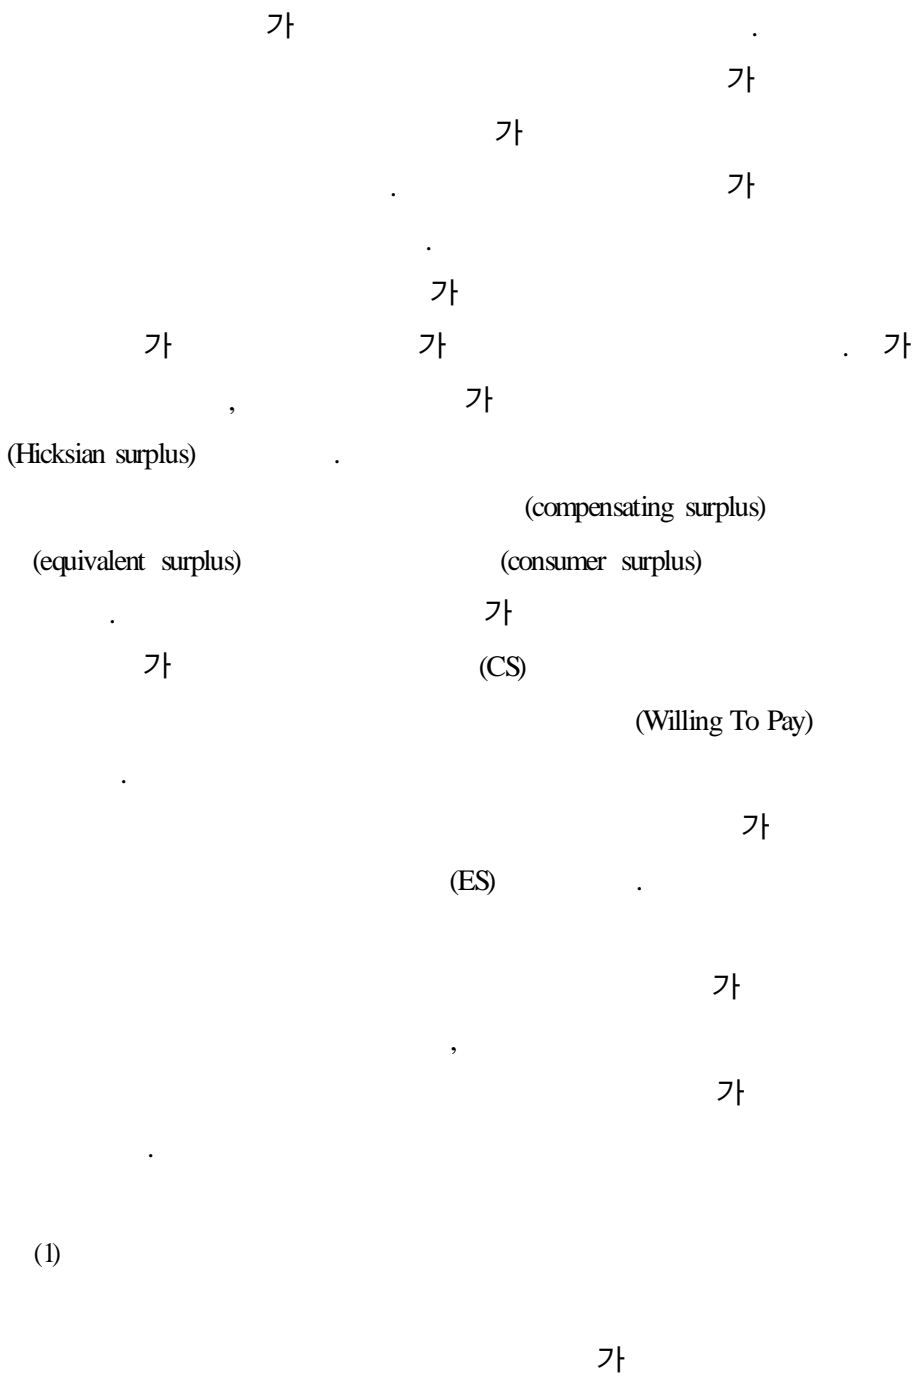 가 .
가
가
. 가
.
가
가 가 . 가
, 가
(Hicksian surplus) .
(compensating surplus)
(equivalent surplus) (consumer surplus)
. 가
가 (CS)
(Willing To Pay)
.
가
(ES) .
가
,
가
.
(1)
가